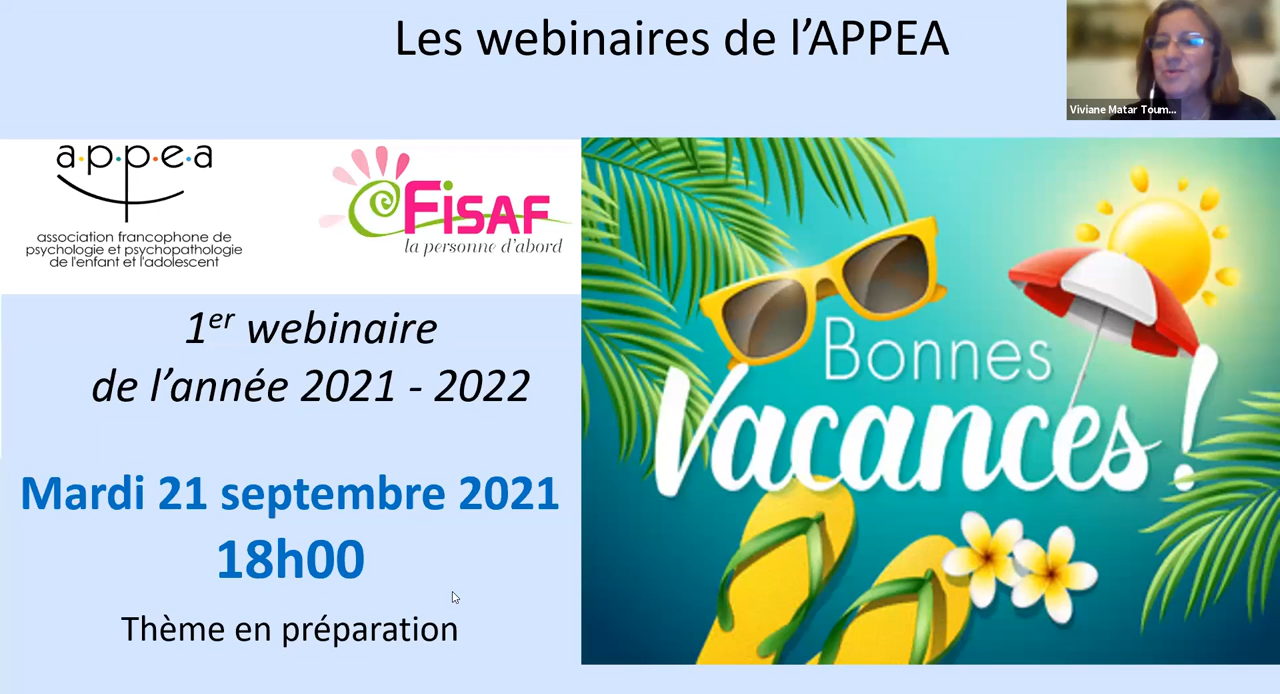 Les webinaires de l'APPEA
Viviane Matar Toum...
a·p·p·e·a
association francophone de
psychologie et psychopathologie
de l'enfant et l'adolescent
FiSAF
la personne d'abord
1er webinaire
de l'année 2021 - 2022
Mardi 21 septembre 2021
18h00
Thème en préparation
Bonnes
Vacances !